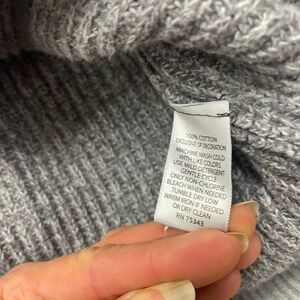 100% COTTON
EXCLUSIVE OF DECORATION
MACHINE WASH COLD
WITH LIKE COLORS
USE MILD DETERGENT
GENTLE CYCLE
ONLY NON-CHLORINE
BLEACH WHEN NEEDED
TUMBLE DRY LOW
WARM IRON IF NEEDED
OR DRY CLEAN
RN 75343